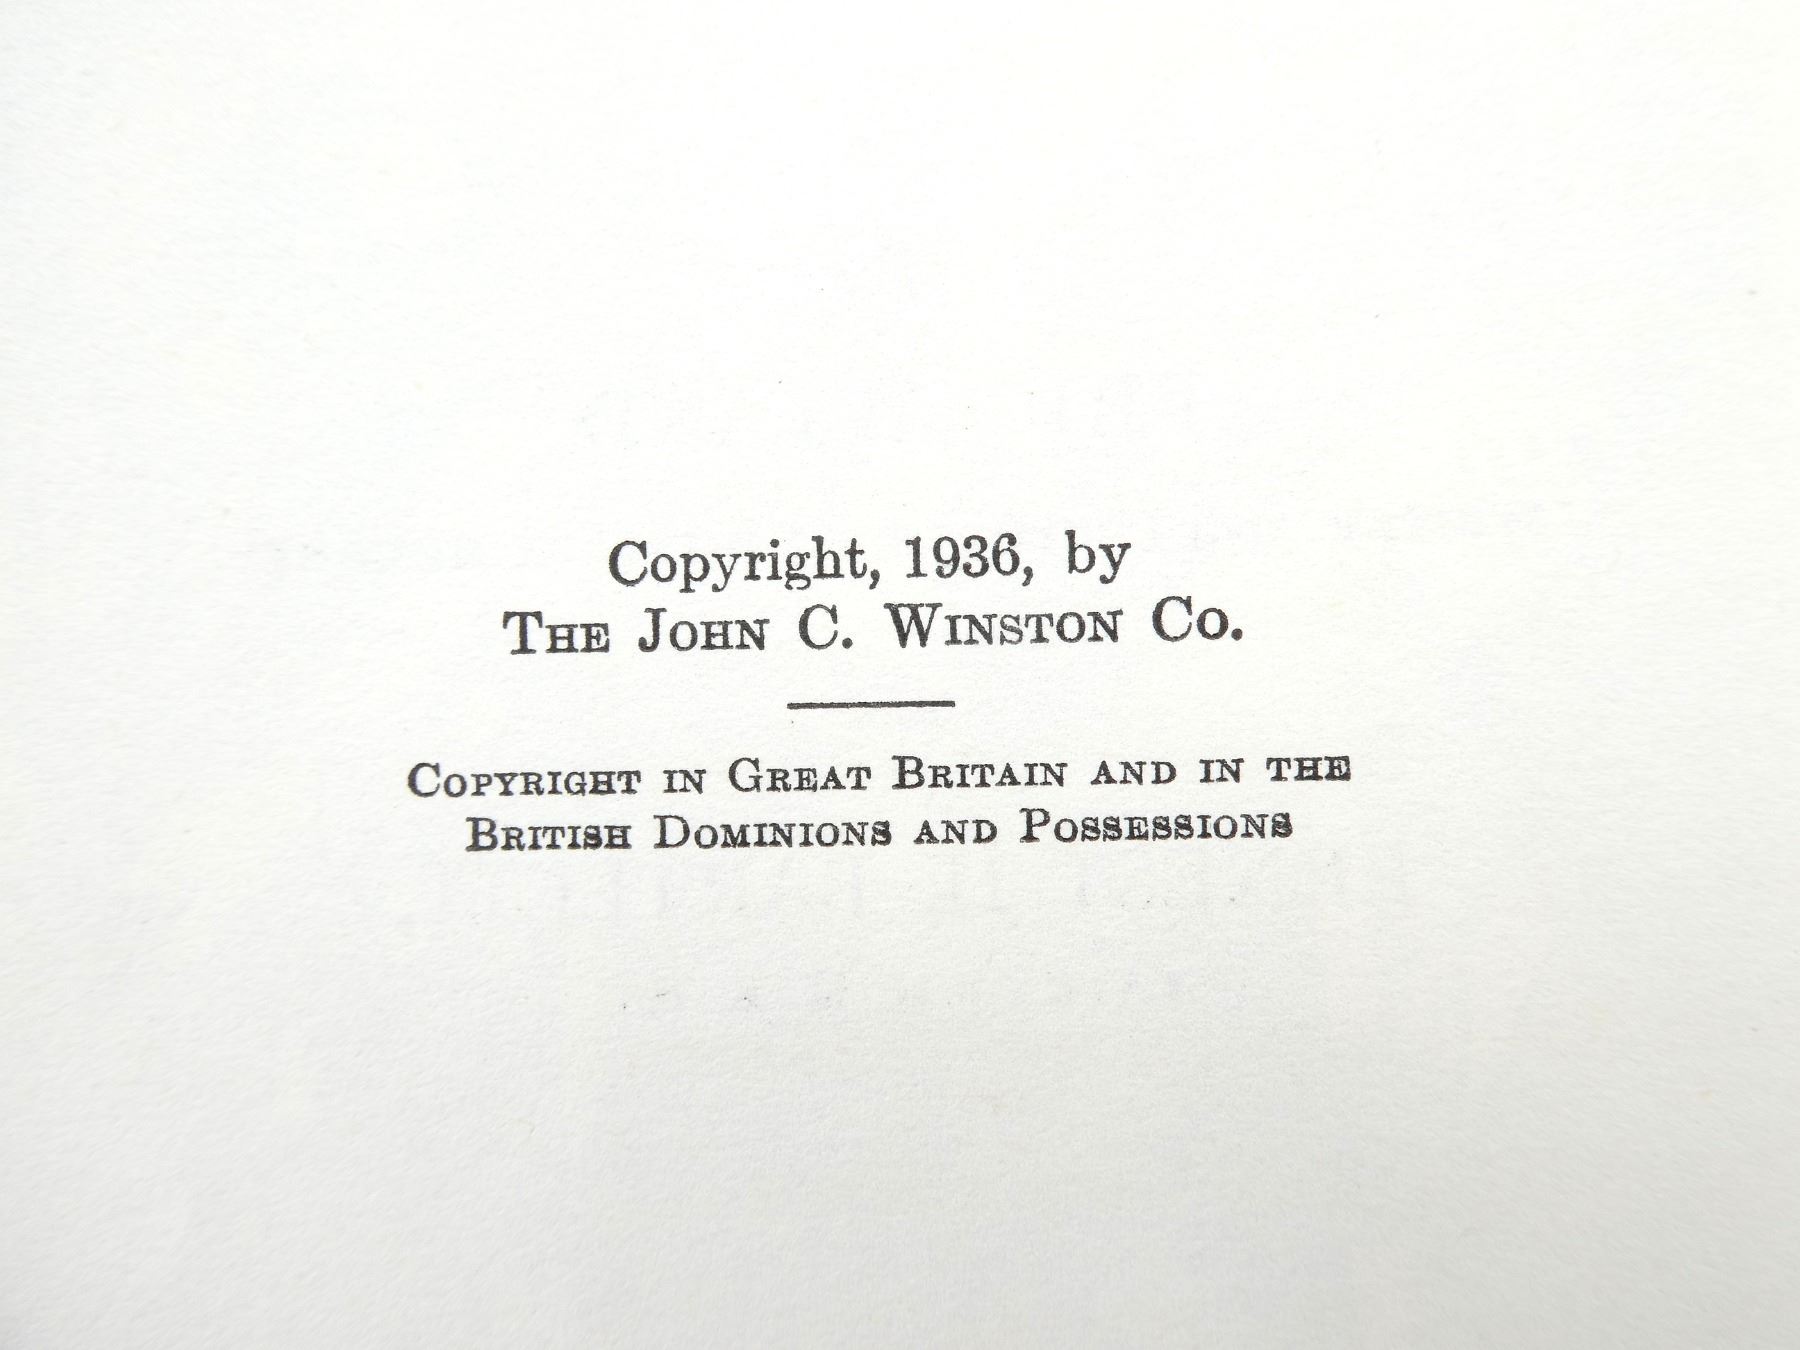 Copyright, 1936, by
THE JOHN C. WINSTON CO.
COPYRIGHT IN GREAT BRITAIN AND IN THE
BRITISH DOMINIONS AND POSSESSIONS